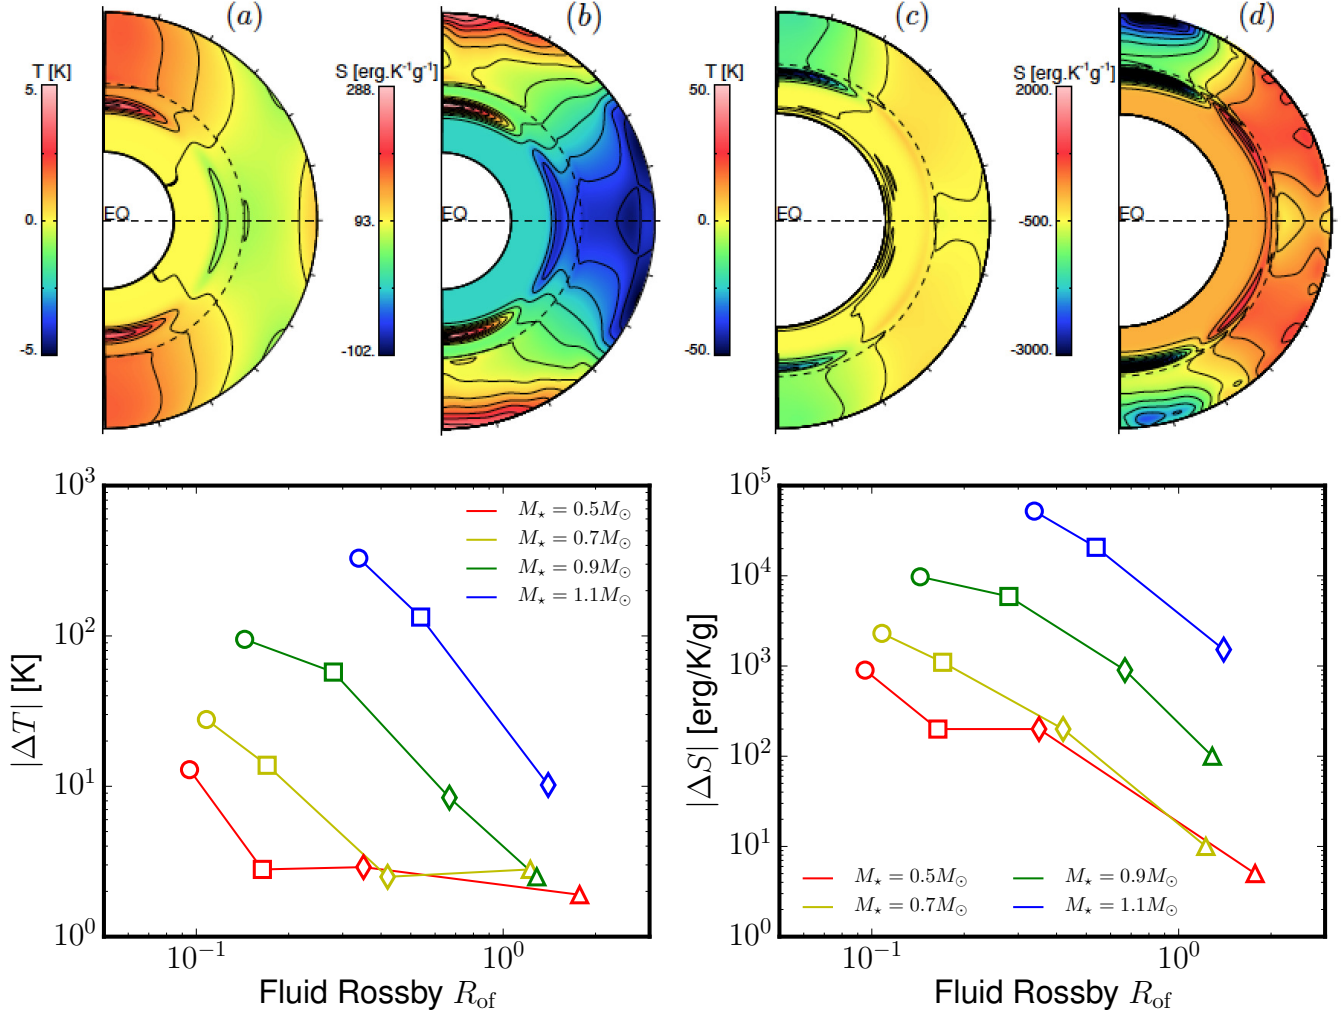 (a)
(b)
(c)
(d)
T [K]
5.
0.
-5.
EQ
S [erg.K⁻¹g⁻¹]
288.
93.
-102.
T [K]
50.
0.
-50.
EQ
S [erg.K⁻¹g⁻¹]
2000.
-500.
-3000.
EQ
10³
10²
10¹
10⁰
|ΔT| [K]
M⋆ = 0.5M⊙
M⋆ = 0.7M⊙
M⋆ = 0.9M⊙
M⋆ = 1.1M⊙
10⁻¹
10⁰
Fluid Rossby Rof
10⁵
10⁴
10³
10²
10¹
10⁰
|ΔS| [erg/K/g]
M⋆ = 0.5M⊙
M⋆ = 0.7M⊙
M⋆ = 0.9M⊙
M⋆ = 1.1M⊙
10⁻¹
10⁰
Fluid Rossby Rof